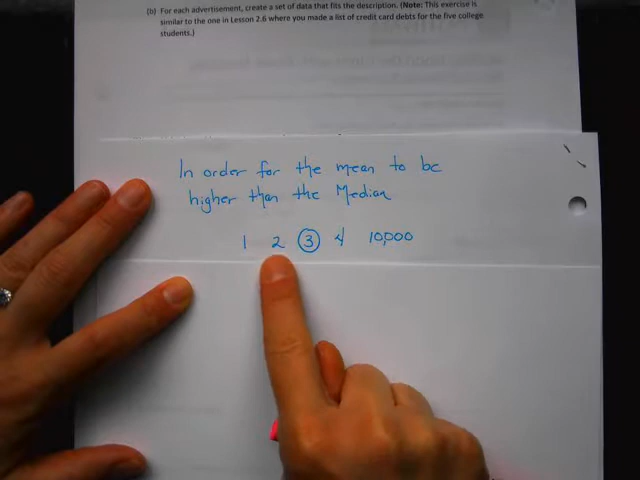 (b) For each advertisement, create a set of data that fits the description. (Note: This exercise is
similar to the one in Lesson 2.6 where you made a list of credit card debts for the five college
students.)
In order for the mean to be
higher than the Median
1 2 3 4 10,000